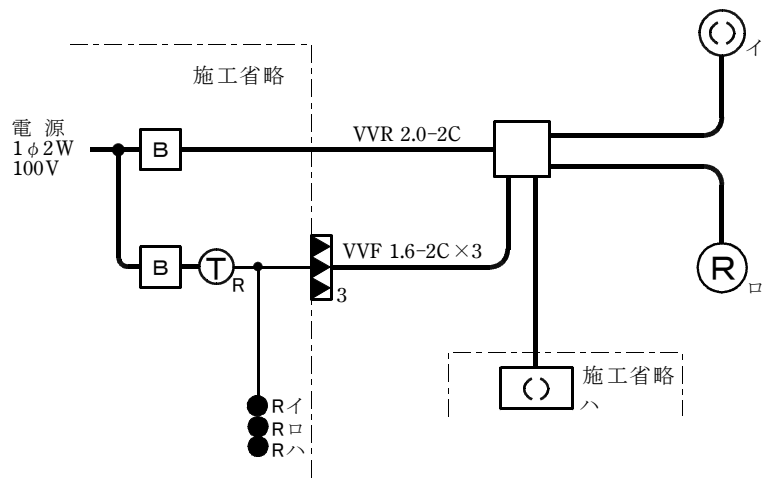 施工省略
イ
電 源
1φ2W
100V
B
VVR 2.0-2C
B
T
R
VVF 1.6-2C×3
3
R
ロ
( )
( )
施工省略
ハ
Rイ
Rロ
Rハ